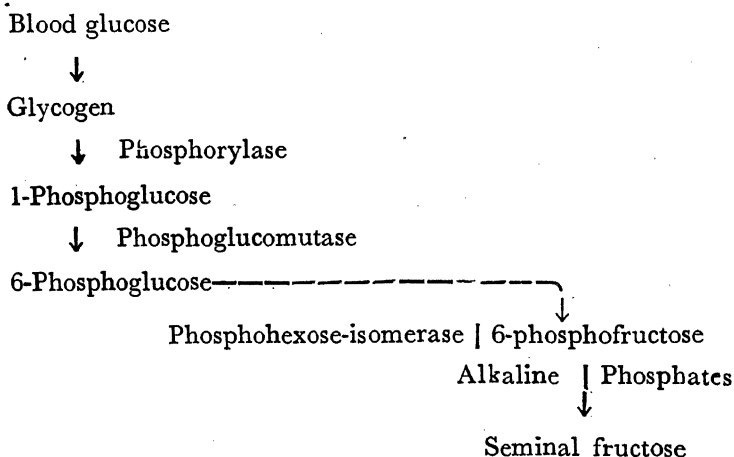 Blood glucose
Glycogen
Phosphorylase
1-Phosphoglucose
Phosphoglucomutase
6-Phosphoglucose
Phosphohexose-isomerase | 6-phosphofructose
Alkaline | Phosphates
Seminal fructose